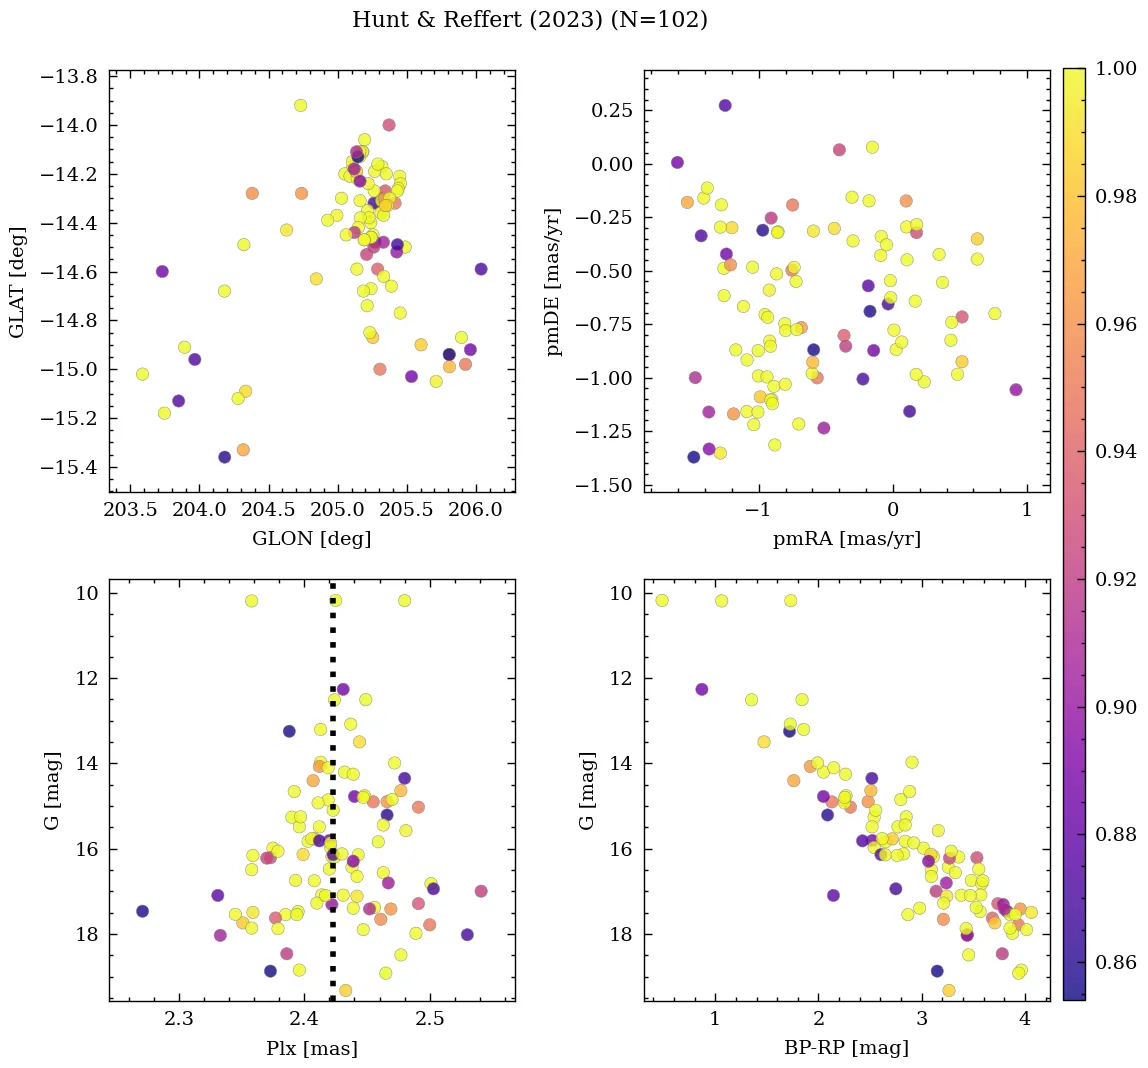 Hunt & Reffert (2023) (N=102)
−13.8
−14.0
−14.2
−14.4
−14.6
−14.8
−15.0
−15.2
−15.4
GLAT [deg]
203.5 204.0 204.5 205.0 205.5 206.0
GLON [deg]
0.25
0.00
−0.25
−0.50
−0.75
−1.00
−1.25
−1.50
pmDE [mas/yr]
−1 0 1
pmRA [mas/yr]
10
12
14
16
18
G [mag]
2.3 2.4 2.5
Plx [mas]
10
12
14
16
18
G [mag]
1 2 3 4
BP-RP [mag]
1.00
0.98
0.96
0.94
0.92
0.90
0.88
0.86